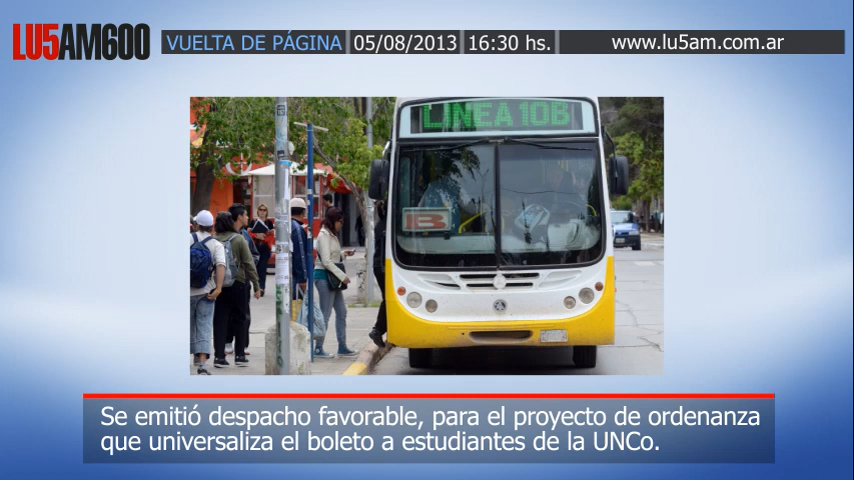 LU5AM600
VUELTA DE PÁGINA 05/08/2013 16:30 hs. www.lu5am.com.ar
LINEA 10B
B
Se emitió despacho favorable, para el proyecto de ordenanza
que universaliza el boleto a estudiantes de la UNCo.